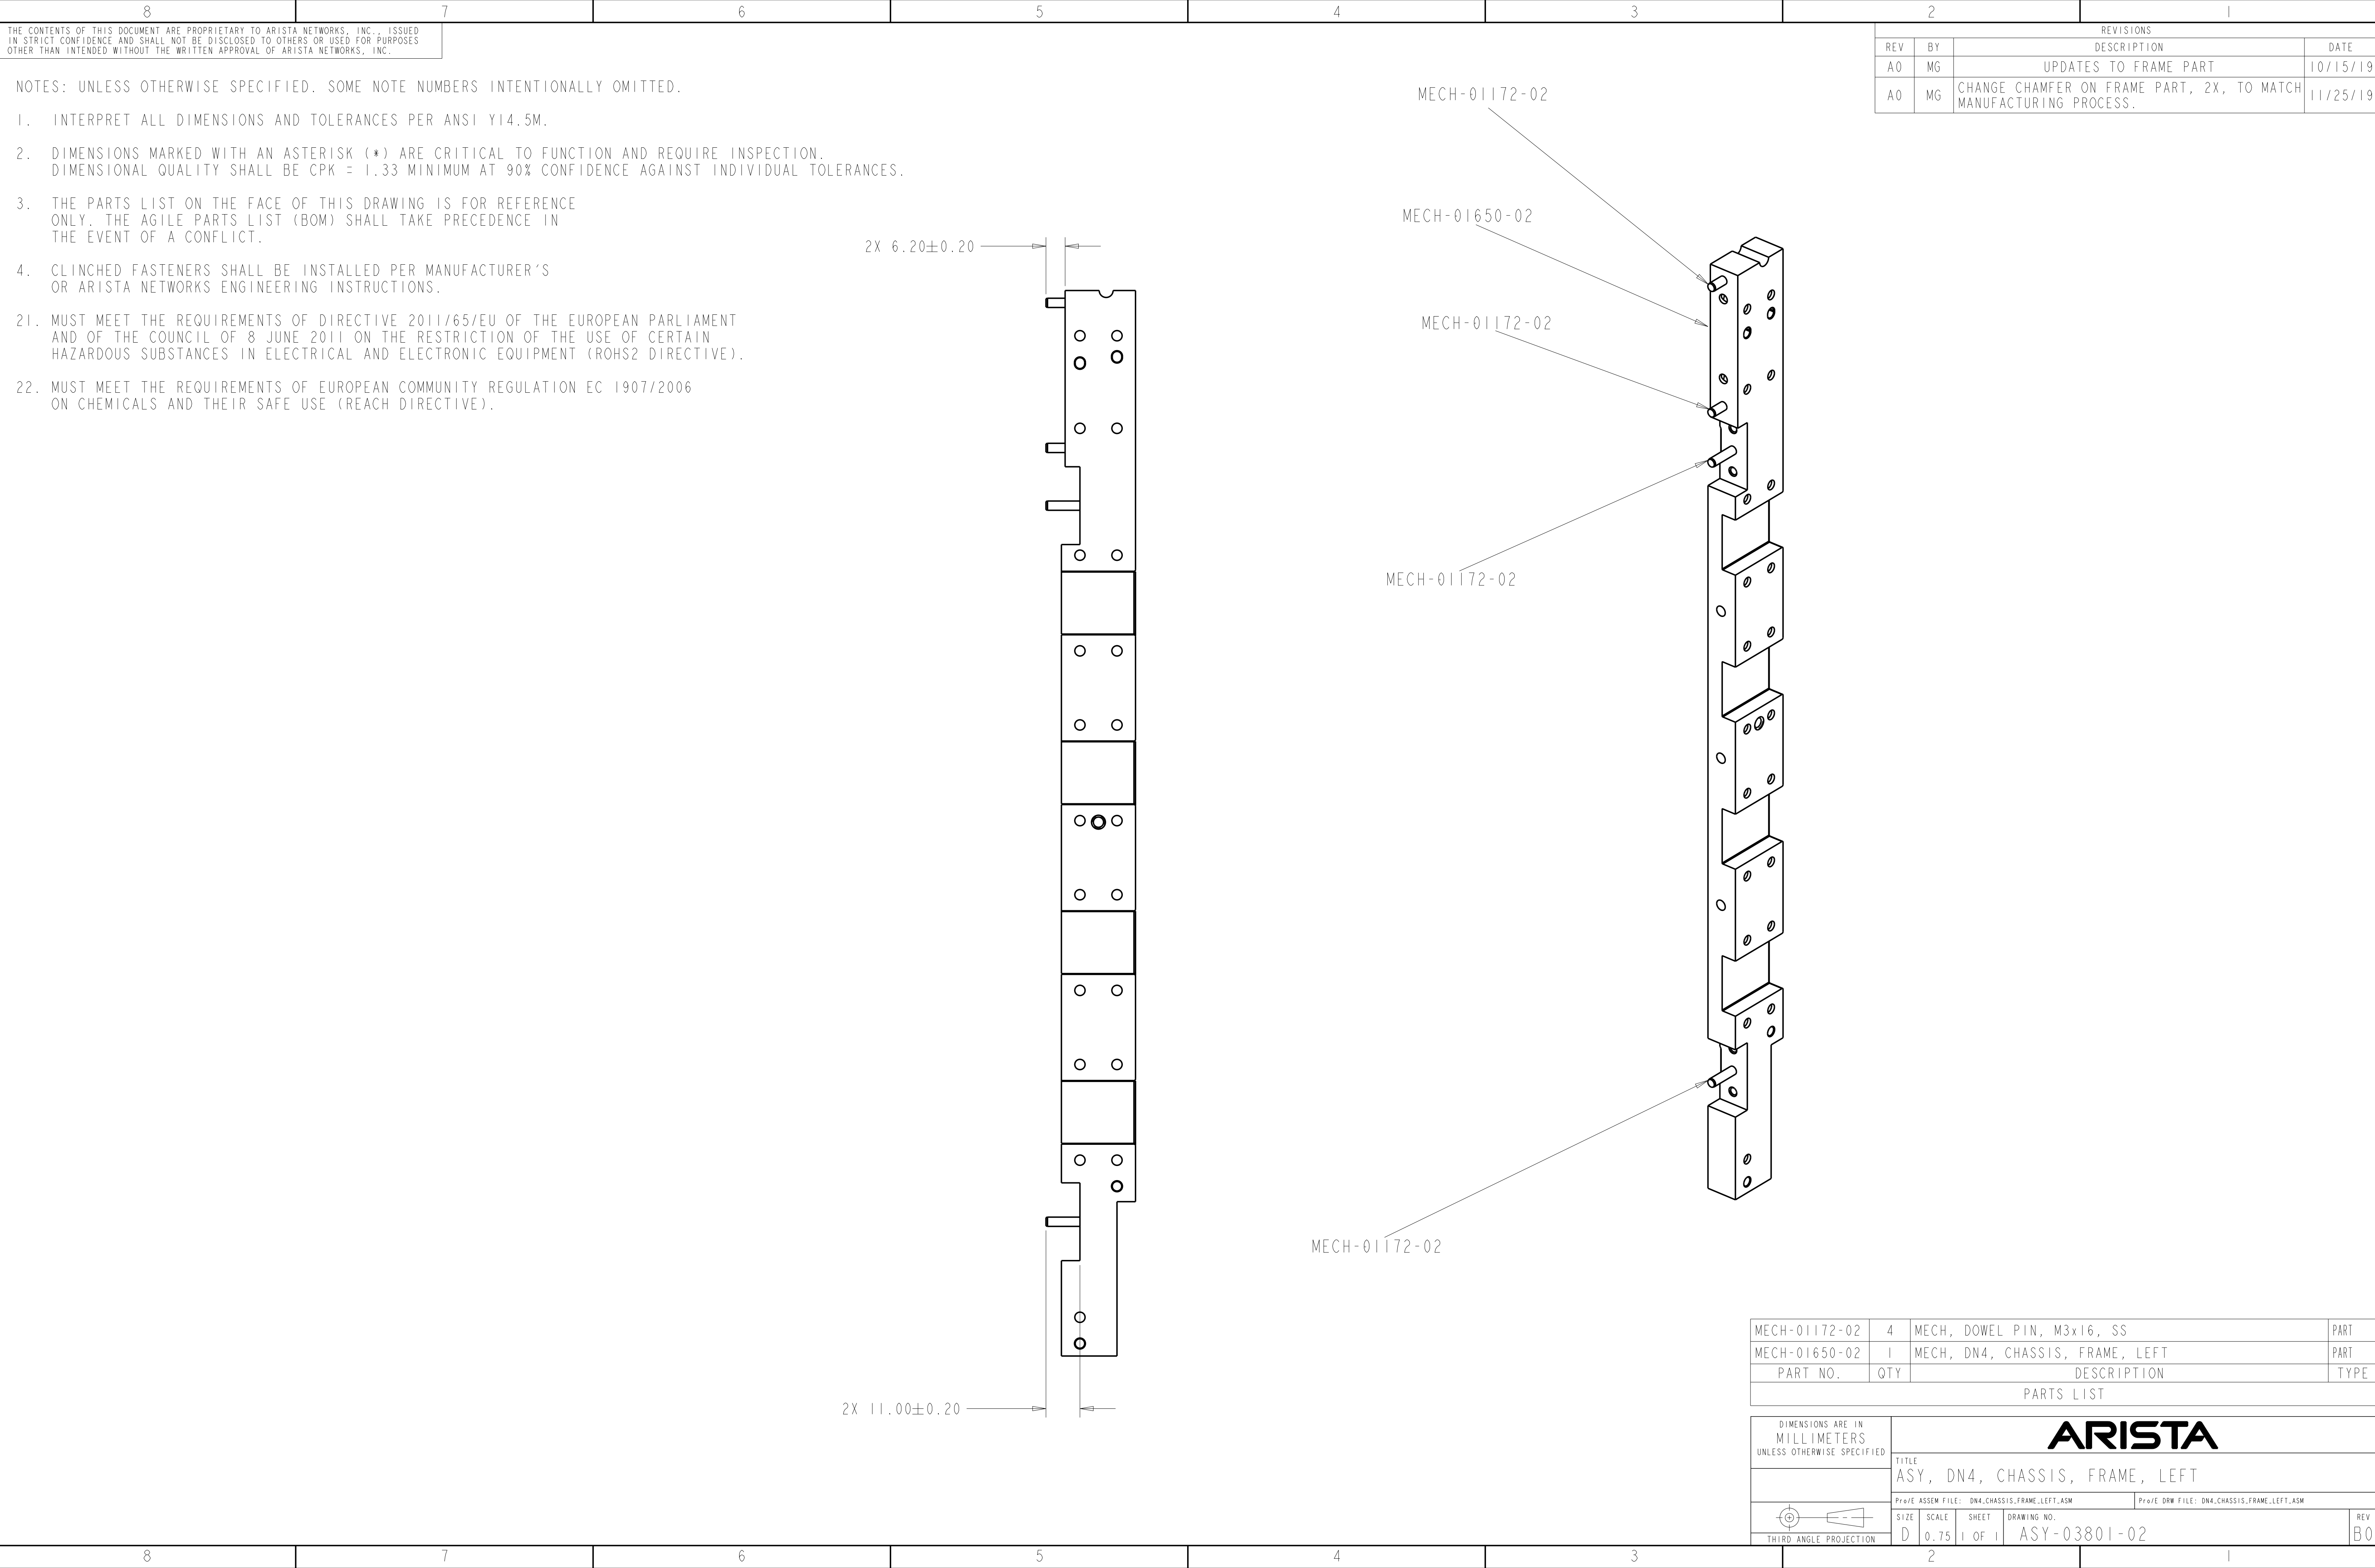 8 7 6 5 4 3 2 1
THE CONTENTS OF THIS DOCUMENT ARE PROPRIETARY TO ARISTA NETWORKS, INC., ISSUED
IN STRICT CONFIDENCE AND SHALL NOT BE DISCLOSED TO OTHERS OR USED FOR PURPOSES
OTHER THAN INTENDED WITHOUT THE WRITTEN APPROVAL OF ARISTA NETWORKS, INC.
REVISIONS
REV BY DESCRIPTION DATE
A0 MG UPDATES TO FRAME PART 10/15/19
A0 MG CHANGE CHAMFER ON FRAME PART, 2X, TO MATCH
MANUFACTURING PROCESS. 11/25/19
NOTES: UNLESS OTHERWISE SPECIFIED. SOME NOTE NUMBERS INTENTIONALLY OMITTED.
1. INTERPRET ALL DIMENSIONS AND TOLERANCES PER ANSI Y14.5M.
2. DIMENSIONS MARKED WITH AN ASTERISK (*) ARE CRITICAL TO FUNCTION AND REQUIRE INSPECTION.
DIMENSIONAL QUALITY SHALL BE CPK = 1.33 MINIMUM AT 90% CONFIDENCE AGAINST INDIVIDUAL TOLERANCES.
3. THE PARTS LIST ON THE FACE OF THIS DRAWING IS FOR REFERENCE
ONLY. THE AGILE PARTS LIST (BOM) SHALL TAKE PRECEDENCE IN
THE EVENT OF A CONFLICT.
4. CLINCHED FASTENERS SHALL BE INSTALLED PER MANUFACTURER'S
OR ARISTA NETWORKS ENGINEERING INSTRUCTIONS.
21. MUST MEET THE REQUIREMENTS OF DIRECTIVE 2011/65/EU OF THE EUROPEAN PARLIAMENT
AND OF THE COUNCIL OF 8 JUNE 2011 ON THE RESTRICTION OF THE USE OF CERTAIN
HAZARDOUS SUBSTANCES IN ELECTRICAL AND ELECTRONIC EQUIPMENT (ROHS2 DIRECTIVE).
22. MUST MEET THE REQUIREMENTS OF EUROPEAN COMMUNITY REGULATION EC 1907/2006
ON CHEMICALS AND THEIR SAFE USE (REACH DIRECTIVE).
2X 6.20±0.20
2X 11.00±0.20
MECH-01172-02
MECH-01650-02
MECH-01172-02
MECH-01172-02
MECH-01172-02
MECH-01172-02 4 MECH, DOWEL PIN, M3x16, SS PART
MECH-01650-02 1 MECH, DN4, CHASSIS, FRAME, LEFT PART
PART NO. QTY DESCRIPTION TYPE
PARTS LIST
DIMENSIONS ARE IN
MILLIMETERS
UNLESS OTHERWISE SPECIFIED
THIRD ANGLE PROJECTION
ARISTA
TITLE
ASY, DN4, CHASSIS, FRAME, LEFT
Pro/E ASSEM FILE: DN4_CHASSIS_FRAME_LEFT_ASM Pro/E DRW FILE: DN4_CHASSIS_FRAME_LEFT_ASM
SIZE SCALE SHEET DRAWING NO. REV
D 0.75 1 OF 1 ASY-03801-02 B0
8 7 6 5 4 3 2 1